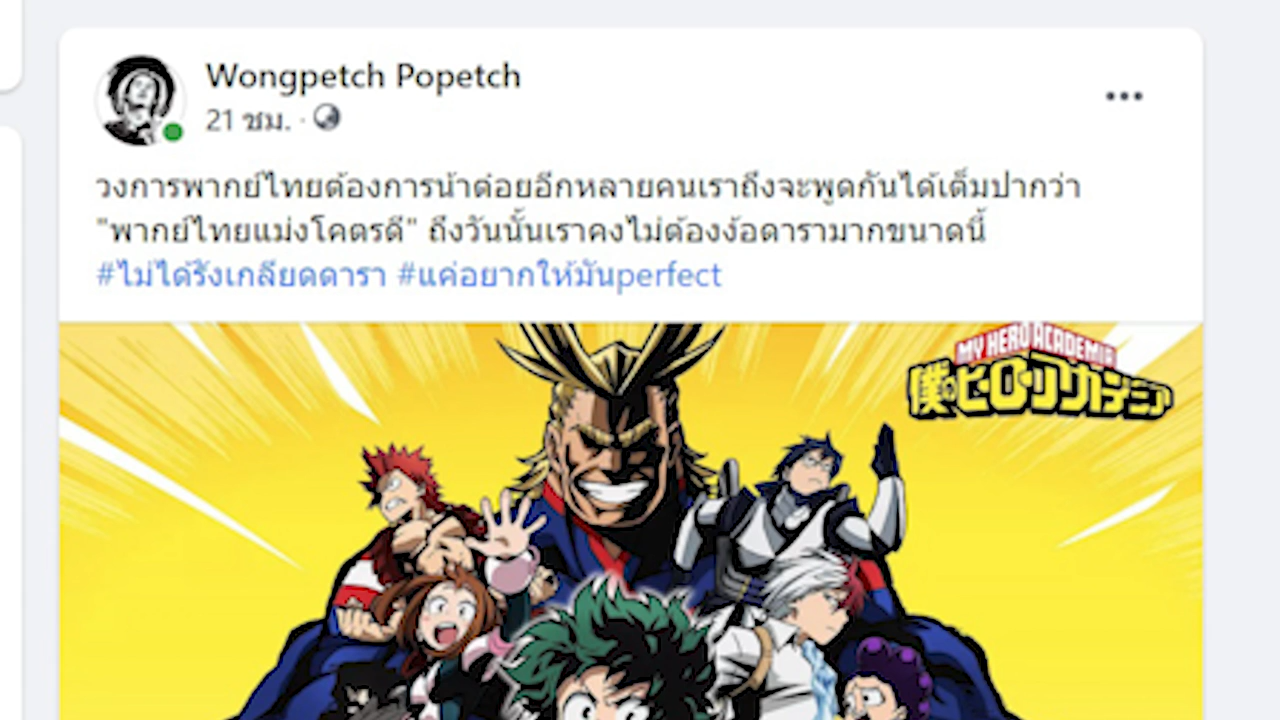 Wongpetch Popetch
21 ชม. ·
วงการพากย์ไทยต้องการน้าต๋อยอีกหลายคนเราถึงจะพูดกันได้เต็มปากว่า
"พากย์ไทยแม่งโคตรดี" ถึงวันนั้นเราคงไม่ต้องง้อดารามากขนาดนี้
#ไม่ได้รังเกลียดดารา #แค่อยากให้มันperfect
MY HERO ACADEMIA
僕のヒーローアカデミア